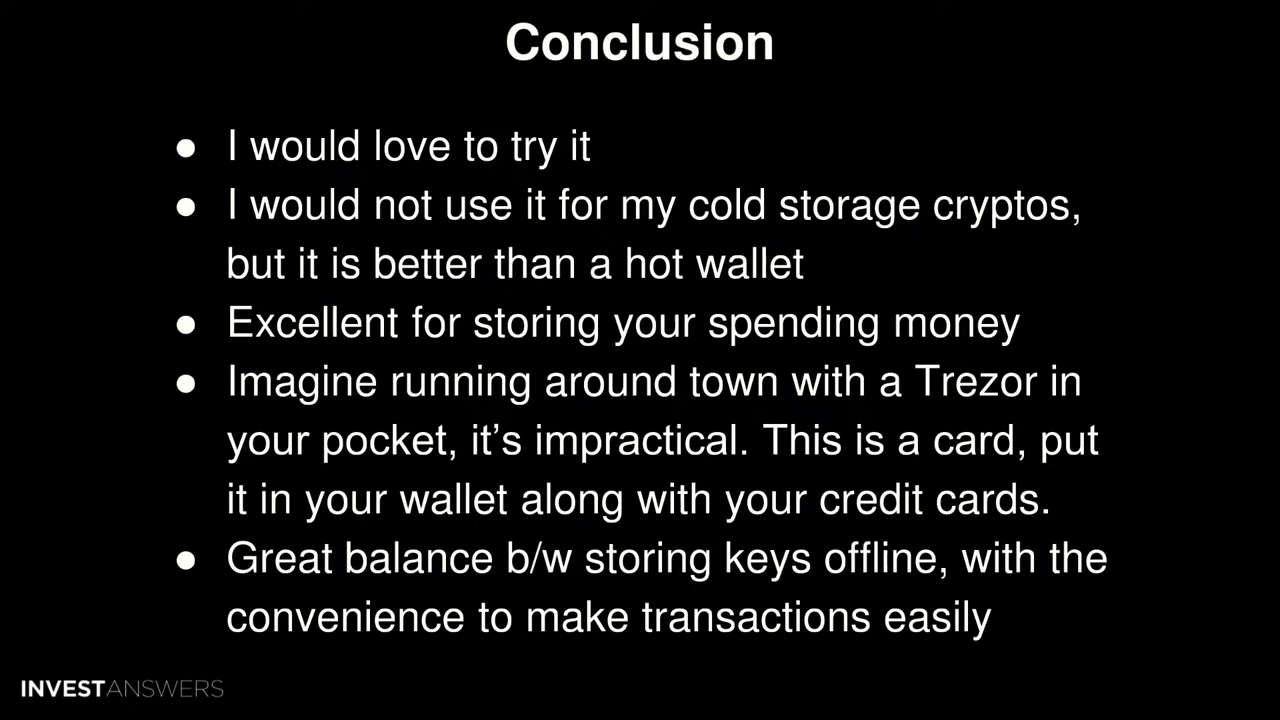 Conclusion
● I would love to try it
● I would not use it for my cold storage cryptos,
but it is better than a hot wallet
● Excellent for storing your spending money
● Imagine running around town with a Trezor in
your pocket, it’s impractical. This is a card, put
it in your wallet along with your credit cards.
● Great balance b/w storing keys offline, with the
convenience to make transactions easily
INVESTANSWERS